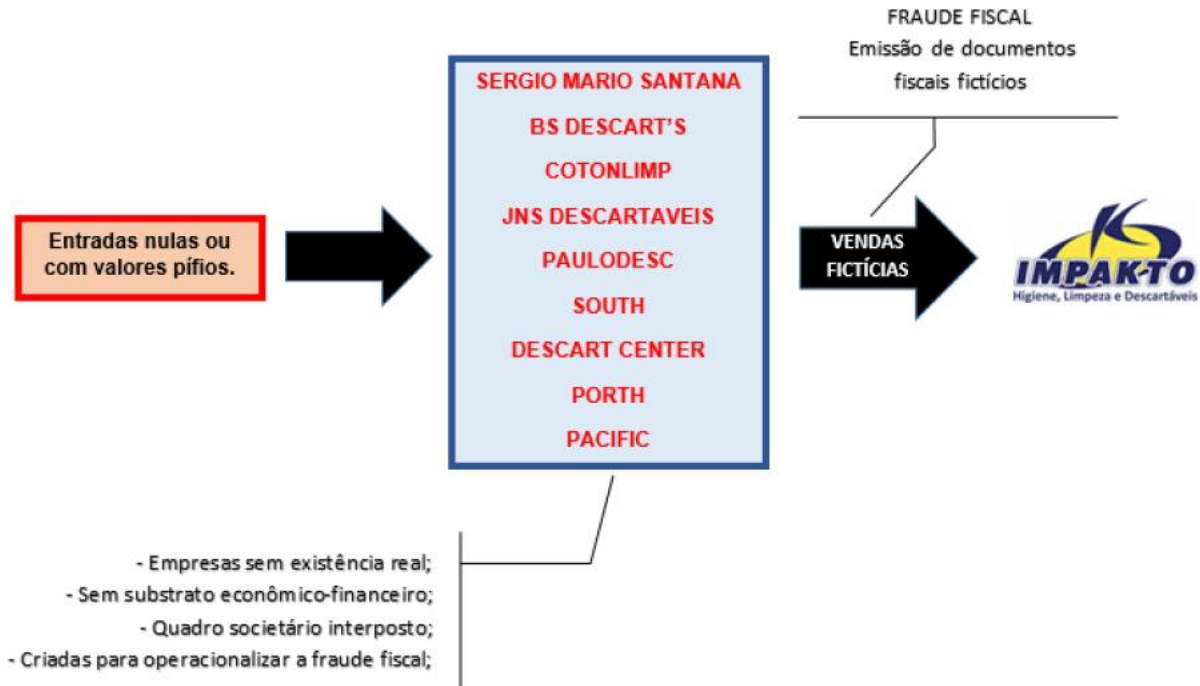 FRAUDE FISCAL
Emissão de documentos
fiscais fictícios
SERGIO MARIO SANTANA
BS DESCART'S
COTONLIMP
JNS DESCARTAVEIS
PAULODESC
SOUTH
DESCART CENTER
PORTH
PACIFIC
Entradas nulas ou
com valores pífios.
VENDAS
FICTÍCIAS
IMPAKTO
Higiene, Limpeza e Descartáveis
- Empresas sem existência real;
- Sem substrato econômico-financeiro;
- Quadro societário interposto;
- Criadas para operacionalizar a fraude fiscal;